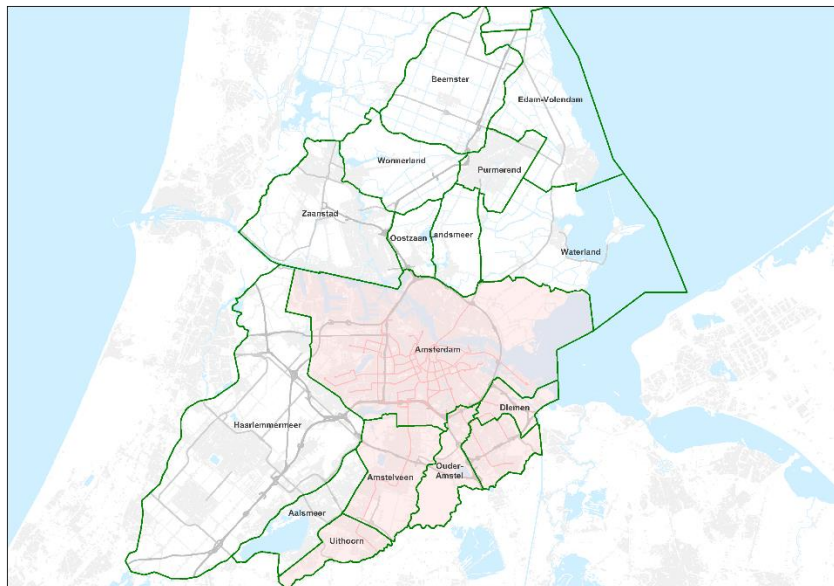 Beemster
Edam-Volendam
Wormerland
Purmerend
Zaanstad
Oostzaan
Landsmeer
Waterland
Amsterdam
Diemen
Haarlemmermeer
Amstelveen
Ouder-
Amstel
Aalsmeer
Uithoorn